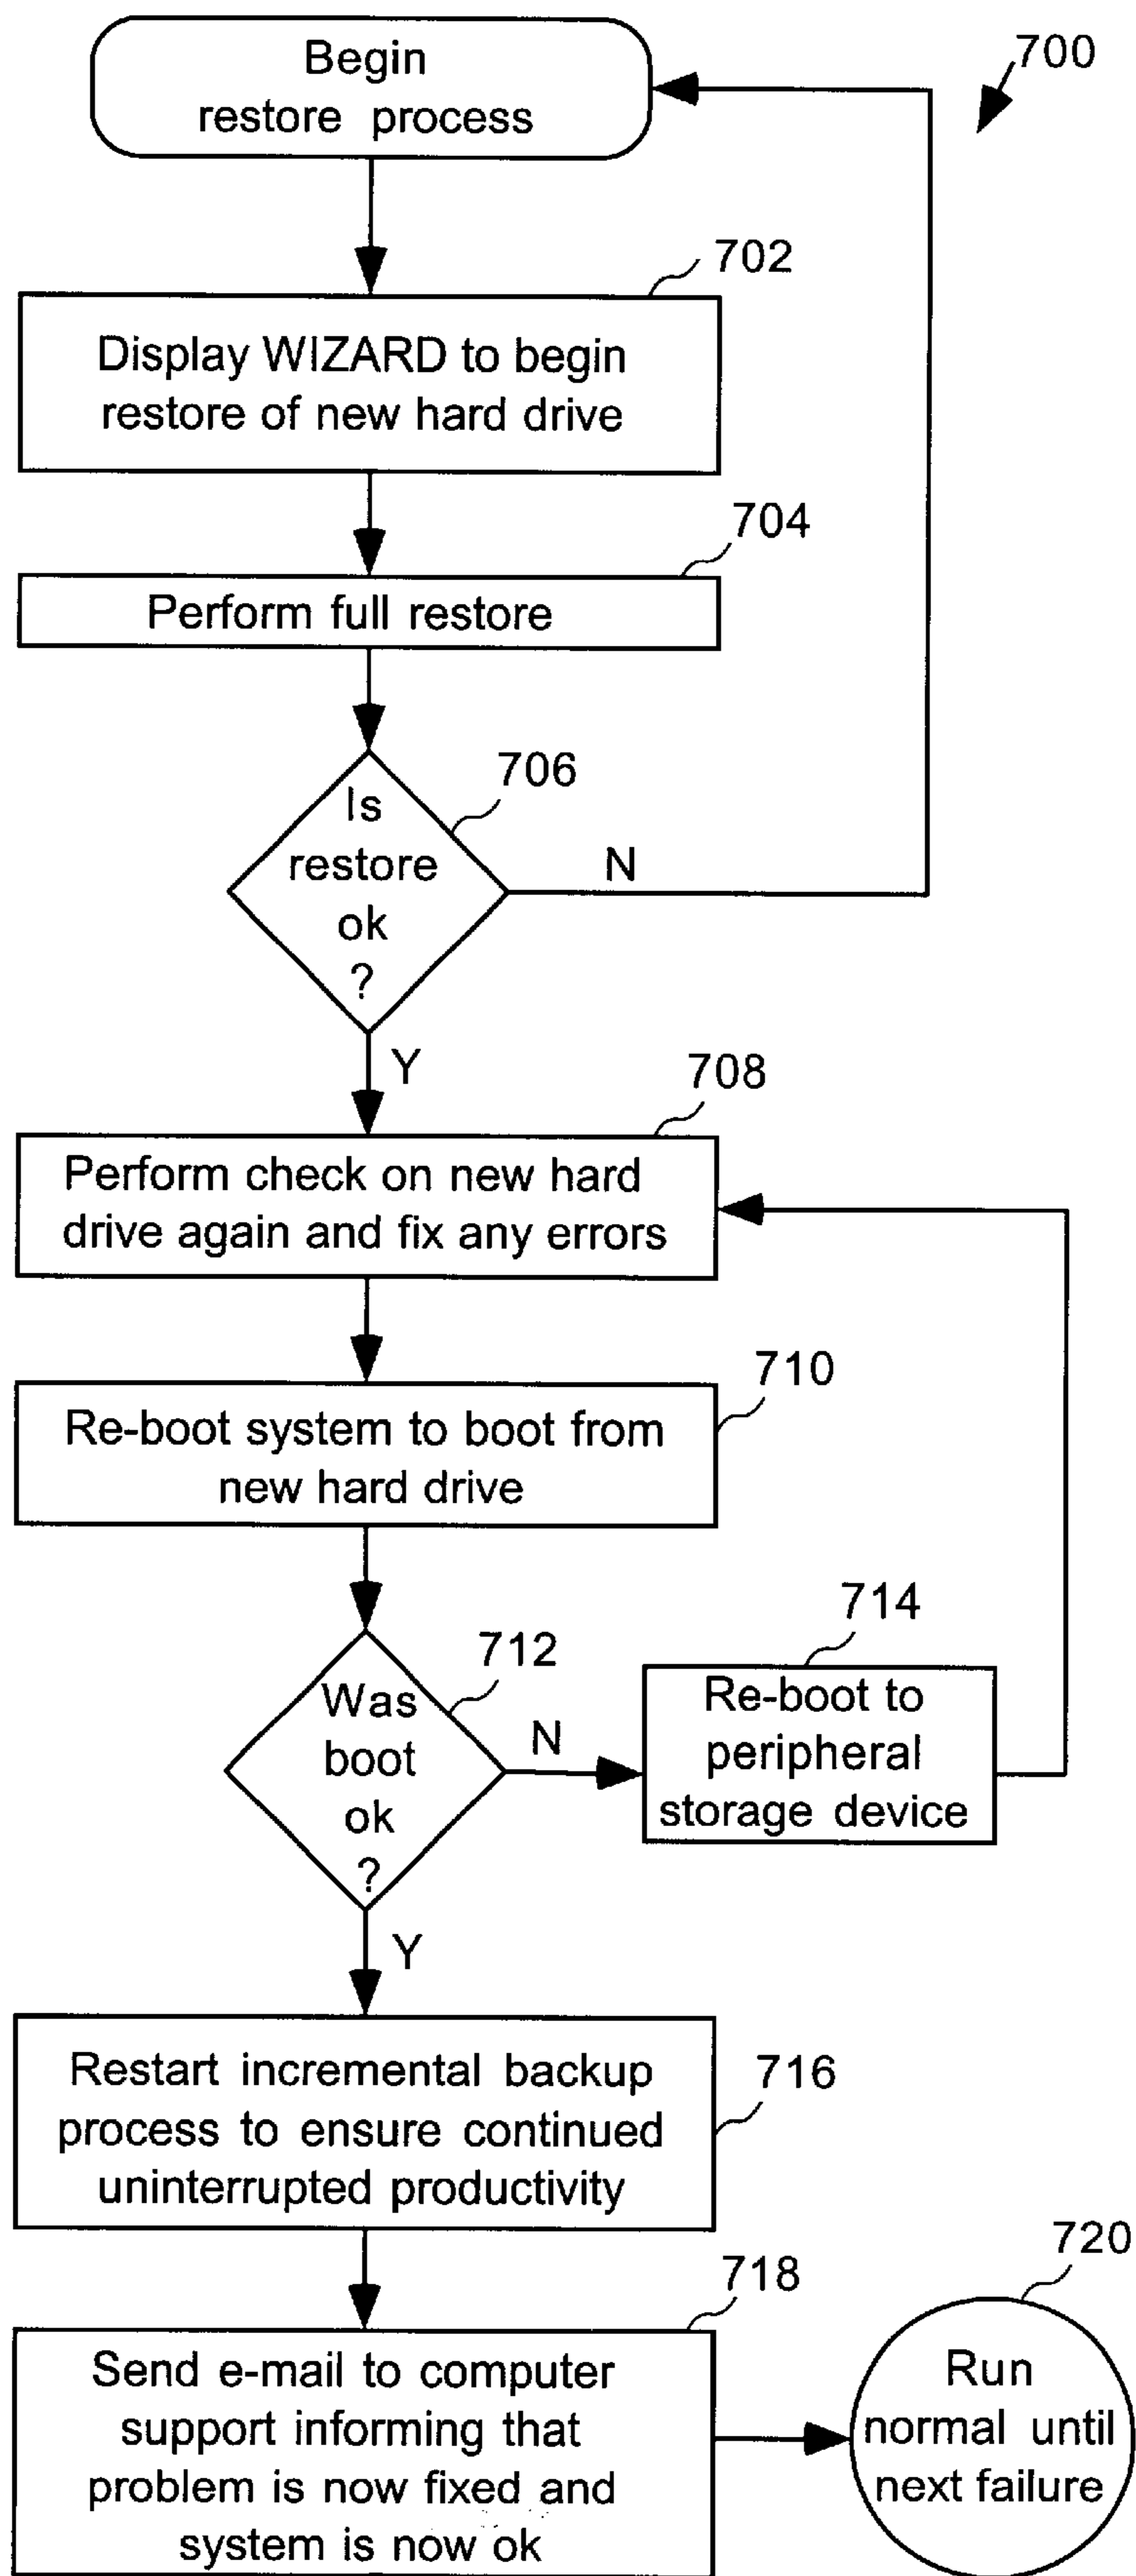 Begin
restore process
700
702
Display WIZARD to begin
restore of new hard drive
704
Perform full restore
706
Is
restore
ok
?
N
Y
708
Perform check on new hard
drive again and fix any errors
710
Re-boot system to boot from
new hard drive
712
Was
boot
ok
?
N
714
Re-boot to
peripheral
storage device
Y
716
Restart incremental backup
process to ensure continued
uninterrupted productivity
718
Send e-mail to computer
support informing that
problem is now fixed and
system is now ok
720
Run
normal until
next failure